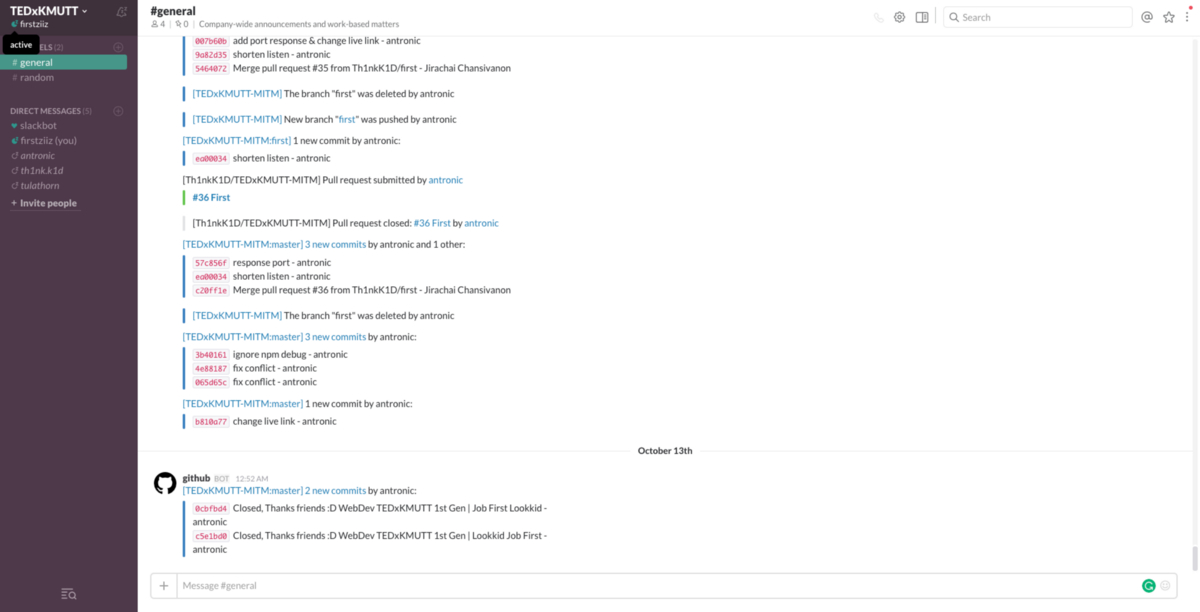 TEDxKMUTT
firstziiz
active
ELS (2)
# general
# random
DIRECT MESSAGES (5)
slackbot
firstziiz (you)
antronic
th1nk.k1d
tulathorn
+ Invite people
#general
4 | 0 | Company-wide announcements and work-based matters
Search
007b60b add port response & change live link - antronic
9a82d35 shorten listen - antronic
5464072 Merge pull request #35 from Th1nkK1D/first - Jirachai Chansivanon
[TEDxKMUTT-MITM] The branch "first" was deleted by antronic
[TEDxKMUTT-MITM] New branch "first" was pushed by antronic
[TEDxKMUTT-MITM:first] 1 new commit by antronic:
ea00034 shorten listen - antronic
[Th1nkK1D/TEDxKMUTT-MITM] Pull request submitted by antronic
#36 First
[Th1nkK1D/TEDxKMUTT-MITM] Pull request closed: #36 First by antronic
[TEDxKMUTT-MITM:master] 3 new commits by antronic and 1 other:
57c856f response port - antronic
ea00034 shorten listen - antronic
c20ff1e Merge pull request #36 from Th1nkK1D/first - Jirachai Chansivanon
[TEDxKMUTT-MITM] The branch "first" was deleted by antronic
[TEDxKMUTT-MITM:master] 3 new commits by antronic:
3b40161 ignore npm debug - antronic
4e88187 fix conflict - antronic
065d65c fix conflict - antronic
[TEDxKMUTT-MITM:master] 1 new commit by antronic:
b810a77 change live link - antronic
October 13th
github BOT 12:52 AM
[TEDxKMUTT-MITM:master] 2 new commits by antronic:
0cbfbd4 Closed, Thanks friends :D WebDev TEDxKMUTT 1st Gen | Job First Lookkid -
antronic
c5e1bd0 Closed, Thanks friends :D WebDev TEDxKMUTT 1st Gen | Lookkid Job First -
antronic
Message #general